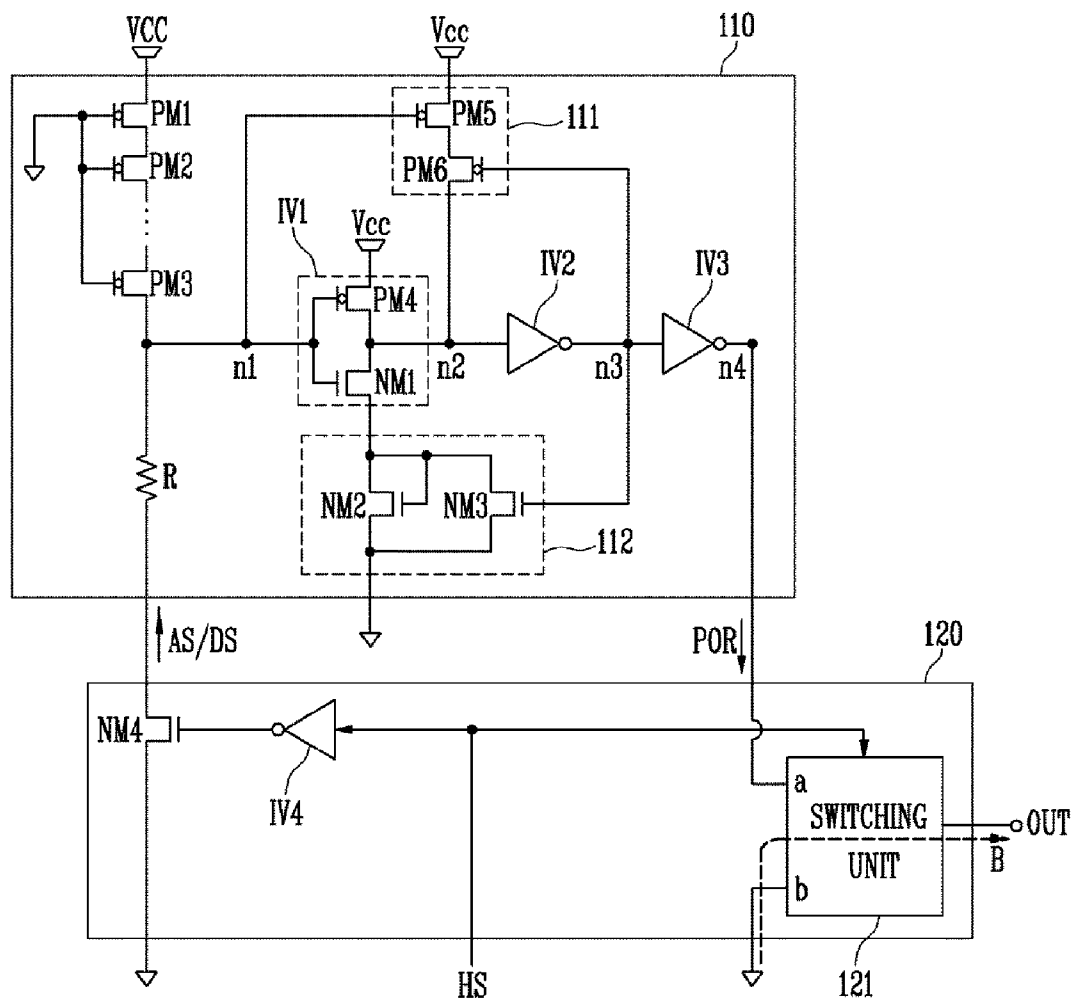 VCC
Vcc
110
PM1
PM5
111
PM2
PM6
IV1
Vcc
IV2
IV3
PM3
PM4
n1
n2
n3
n4
NM1
R
NM2
NM3
112
AS/DS
POR
120
NM4
IV4
a
SWITCHING
UNIT
OUT
B
b
HS
121